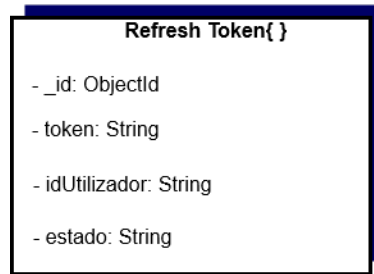 Refresh Token{ }
- _id: ObjectId
- token: String
- idUtilizador: String
- estado: String